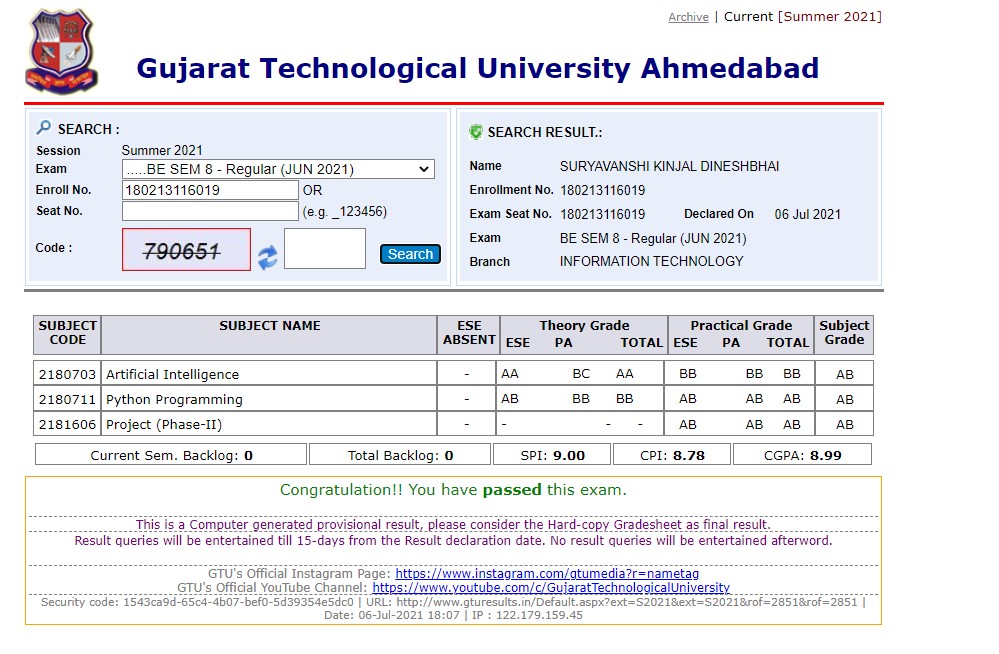 Archive | Current [Summer 2021]
Gujarat Technological University Ahmedabad
SEARCH :
Session Summer 2021
Exam .....BE SEM 8 - Regular (JUN 2021)
Enroll No. 180213116019 OR
Seat No. (e.g. _123456)
Code : 790651 Search
SEARCH RESULT.:
Name SURYAVANSHI KINJAL DINESHBHAI
Enrollment No. 180213116019
Exam Seat No. 180213116019 Declared On 06 Jul 2021
Exam BE SEM 8 - Regular (JUN 2021)
Branch INFORMATION TECHNOLOGY
SUBJECT CODE SUBJECT NAME ESE ABSENT Theory Grade Practical Grade Subject Grade
ESE PA TOTAL ESE PA TOTAL
2180703 Artificial Intelligence - AA BC AA BB BB BB AB
2180711 Python Programming - AB BB BB AB AB AB AB
2181606 Project (Phase-II) - - - - AB AB AB AB
Current Sem. Backlog: 0 Total Backlog: 0 SPI: 9.00 CPI: 8.78 CGPA: 8.99
Congratulation!! You have passed this exam.
This is a Computer generated provisional result, please consider the Hard-copy Gradesheet as final result.
Result queries will be entertained till 15-days from the Result declaration date. No result queries will be entertained afterword.
GTU's Official Instagram Page: https://www.instagram.com/gtumedia?r=nametag
GTU's Official YouTube Channel: https://www.youtube.com/c/GujaratTechnologicalUniversity
Security code: 1543ca9d-65c4-4b07-bef0-5d39354e5dc0 | URL: http://www.gturesults.in/Default.aspx?ext=S2021&ext=S2021&rof=2851&rof=2851 |
Date: 06-Jul-2021 18:07 | IP : 122.179.159.45